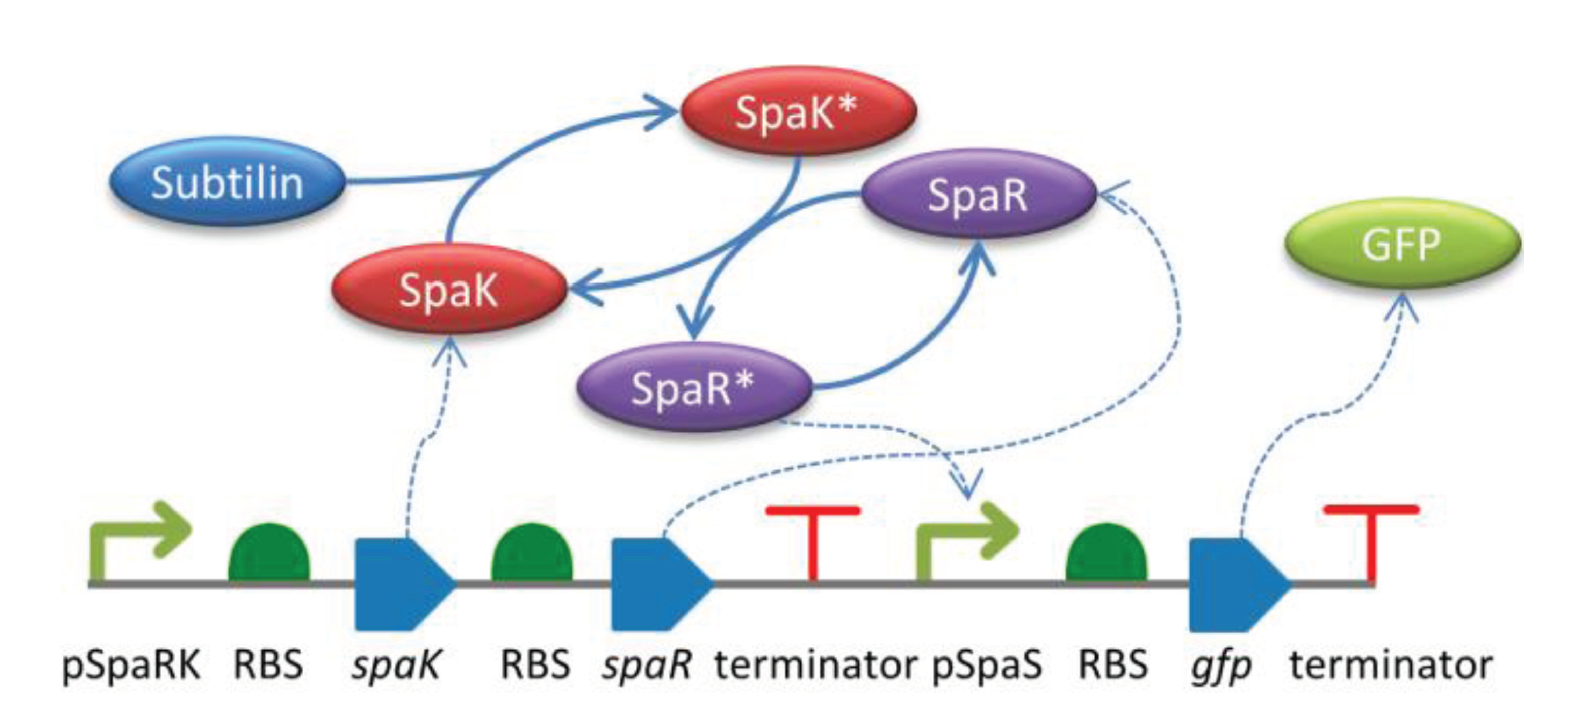 SpaK*
Subtilin
SpaR
GFP
SpaK
SpaR*
pSpaRK RBS spaK RBS spaR terminator pSpaS RBS gfp terminator